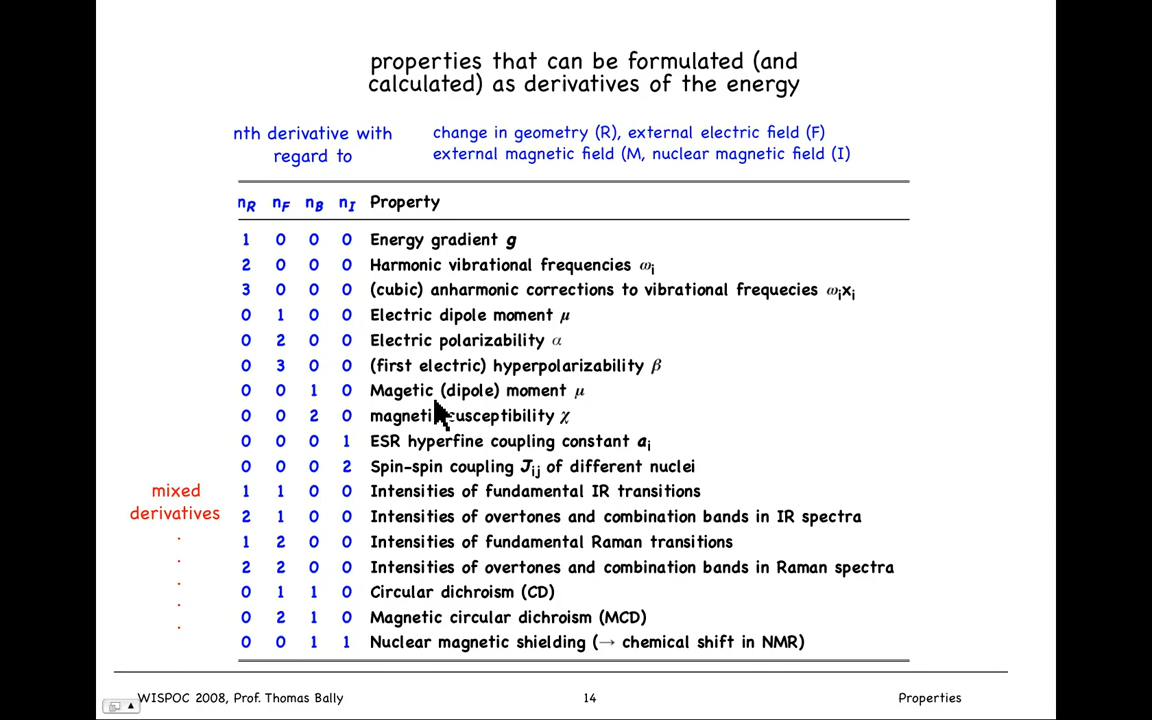 properties that can be formulated (and
calculated) as derivatives of the energy
nth derivative with
regard to
change in geometry (R), external electric field (F)
external magnetic field (M, nuclear magnetic field (I)
nR nF nB nI Property
1 0 0 0 Energy gradient g
2 0 0 0 Harmonic vibrational frequencies ωi
3 0 0 0 (cubic) anharmonic corrections to vibrational frequecies ωixi
0 1 0 0 Electric dipole moment μ
0 2 0 0 Electric polarizability α
0 3 0 0 (first electric) hyperpolarizability β
0 0 1 0 Magetic (dipole) moment μ
0 0 2 0 magneti usceptibility χ
0 0 0 1 ESR hyperfine coupling constant ai
0 0 0 2 Spin-spin coupling Jij of different nuclei
mixed
derivatives
1 1 0 0 Intensities of fundamental IR transitions
2 1 0 0 Intensities of overtones and combination bands in IR spectra
1 2 0 0 Intensities of fundamental Raman transitions
2 2 0 0 Intensities of overtones and combination bands in Raman spectra
0 1 1 0 Circular dichroism (CD)
0 2 1 0 Magnetic circular dichroism (MCD)
0 0 1 1 Nuclear magnetic shielding (→ chemical shift in NMR)
WISPOC 2008, Prof. Thomas Bally
14
Properties